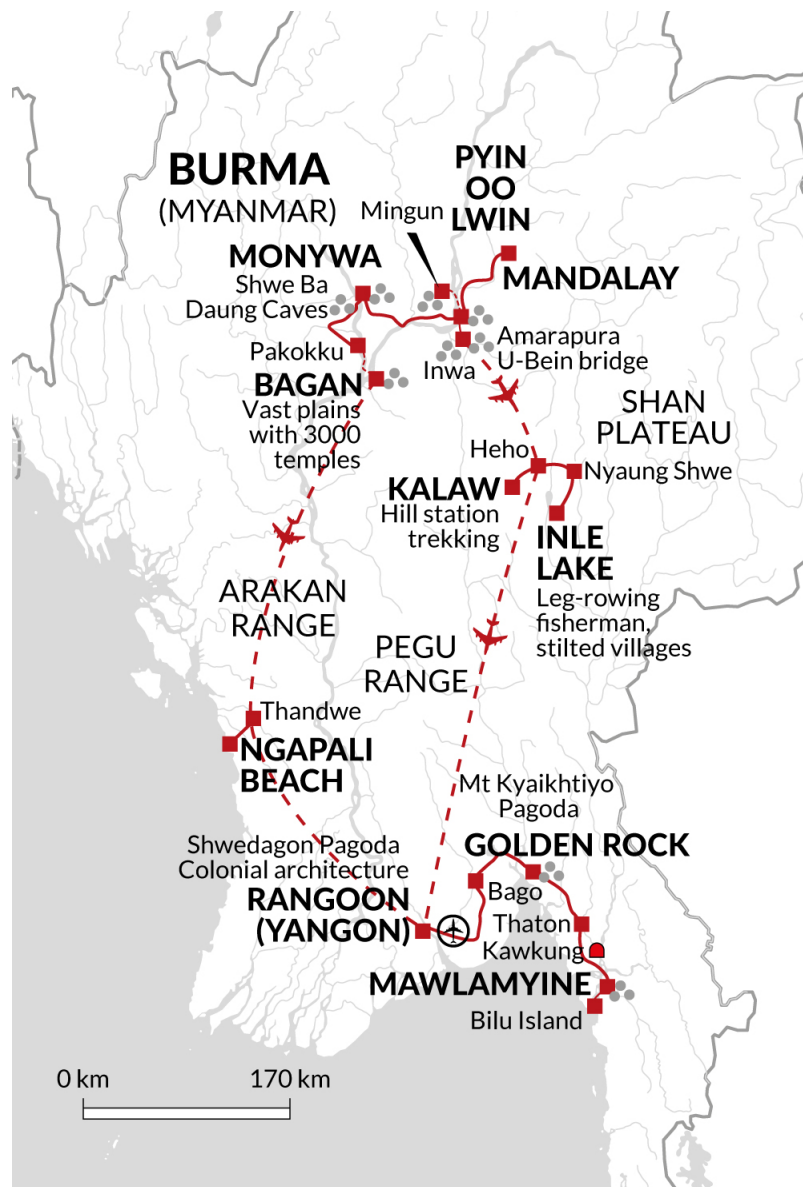 BURMA
(MYANMAR)
PYIN
OO
LWIN
Mingun
MONYWA
Shwe Ba
Daung Caves
MANDALAY
Pakokku
Amarapura
U-Bein bridge
Inwa
BAGAN
Vast plains
with 3000
temples
SHAN
PLATEAU
Heho
Nyaung Shwe
KALAW
Hill station
trekking
INLE
LAKE
Leg-rowing
fisherman,
stilted villages
ARAKAN
RANGE
PEGU
RANGE
Thandwe
NGAPALI
BEACH
Mt Kyaikhtiyo
Pagoda
GOLDEN ROCK
Shwedagon Pagoda
Colonial architecture
RANGOON
(YANGON)
Bago
Thaton
Kawkung
MAWLAMYINE
Bilu Island
0 km
170 km